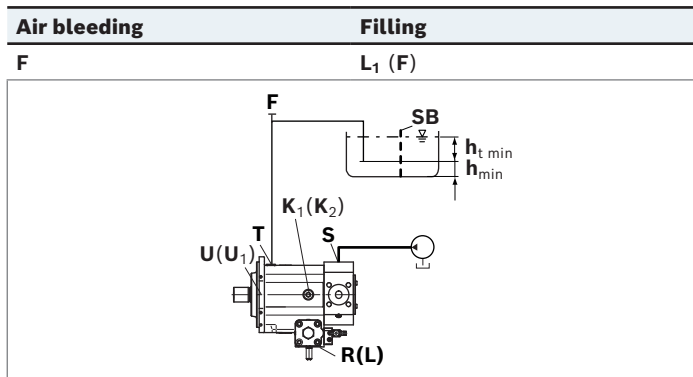 Air bleeding Filling
F L₁ (F)
F
SB
hₜ ₘᵢₙ
hₘᵢₙ
K₁(K₂)
T S
U(U₁)
R(L)